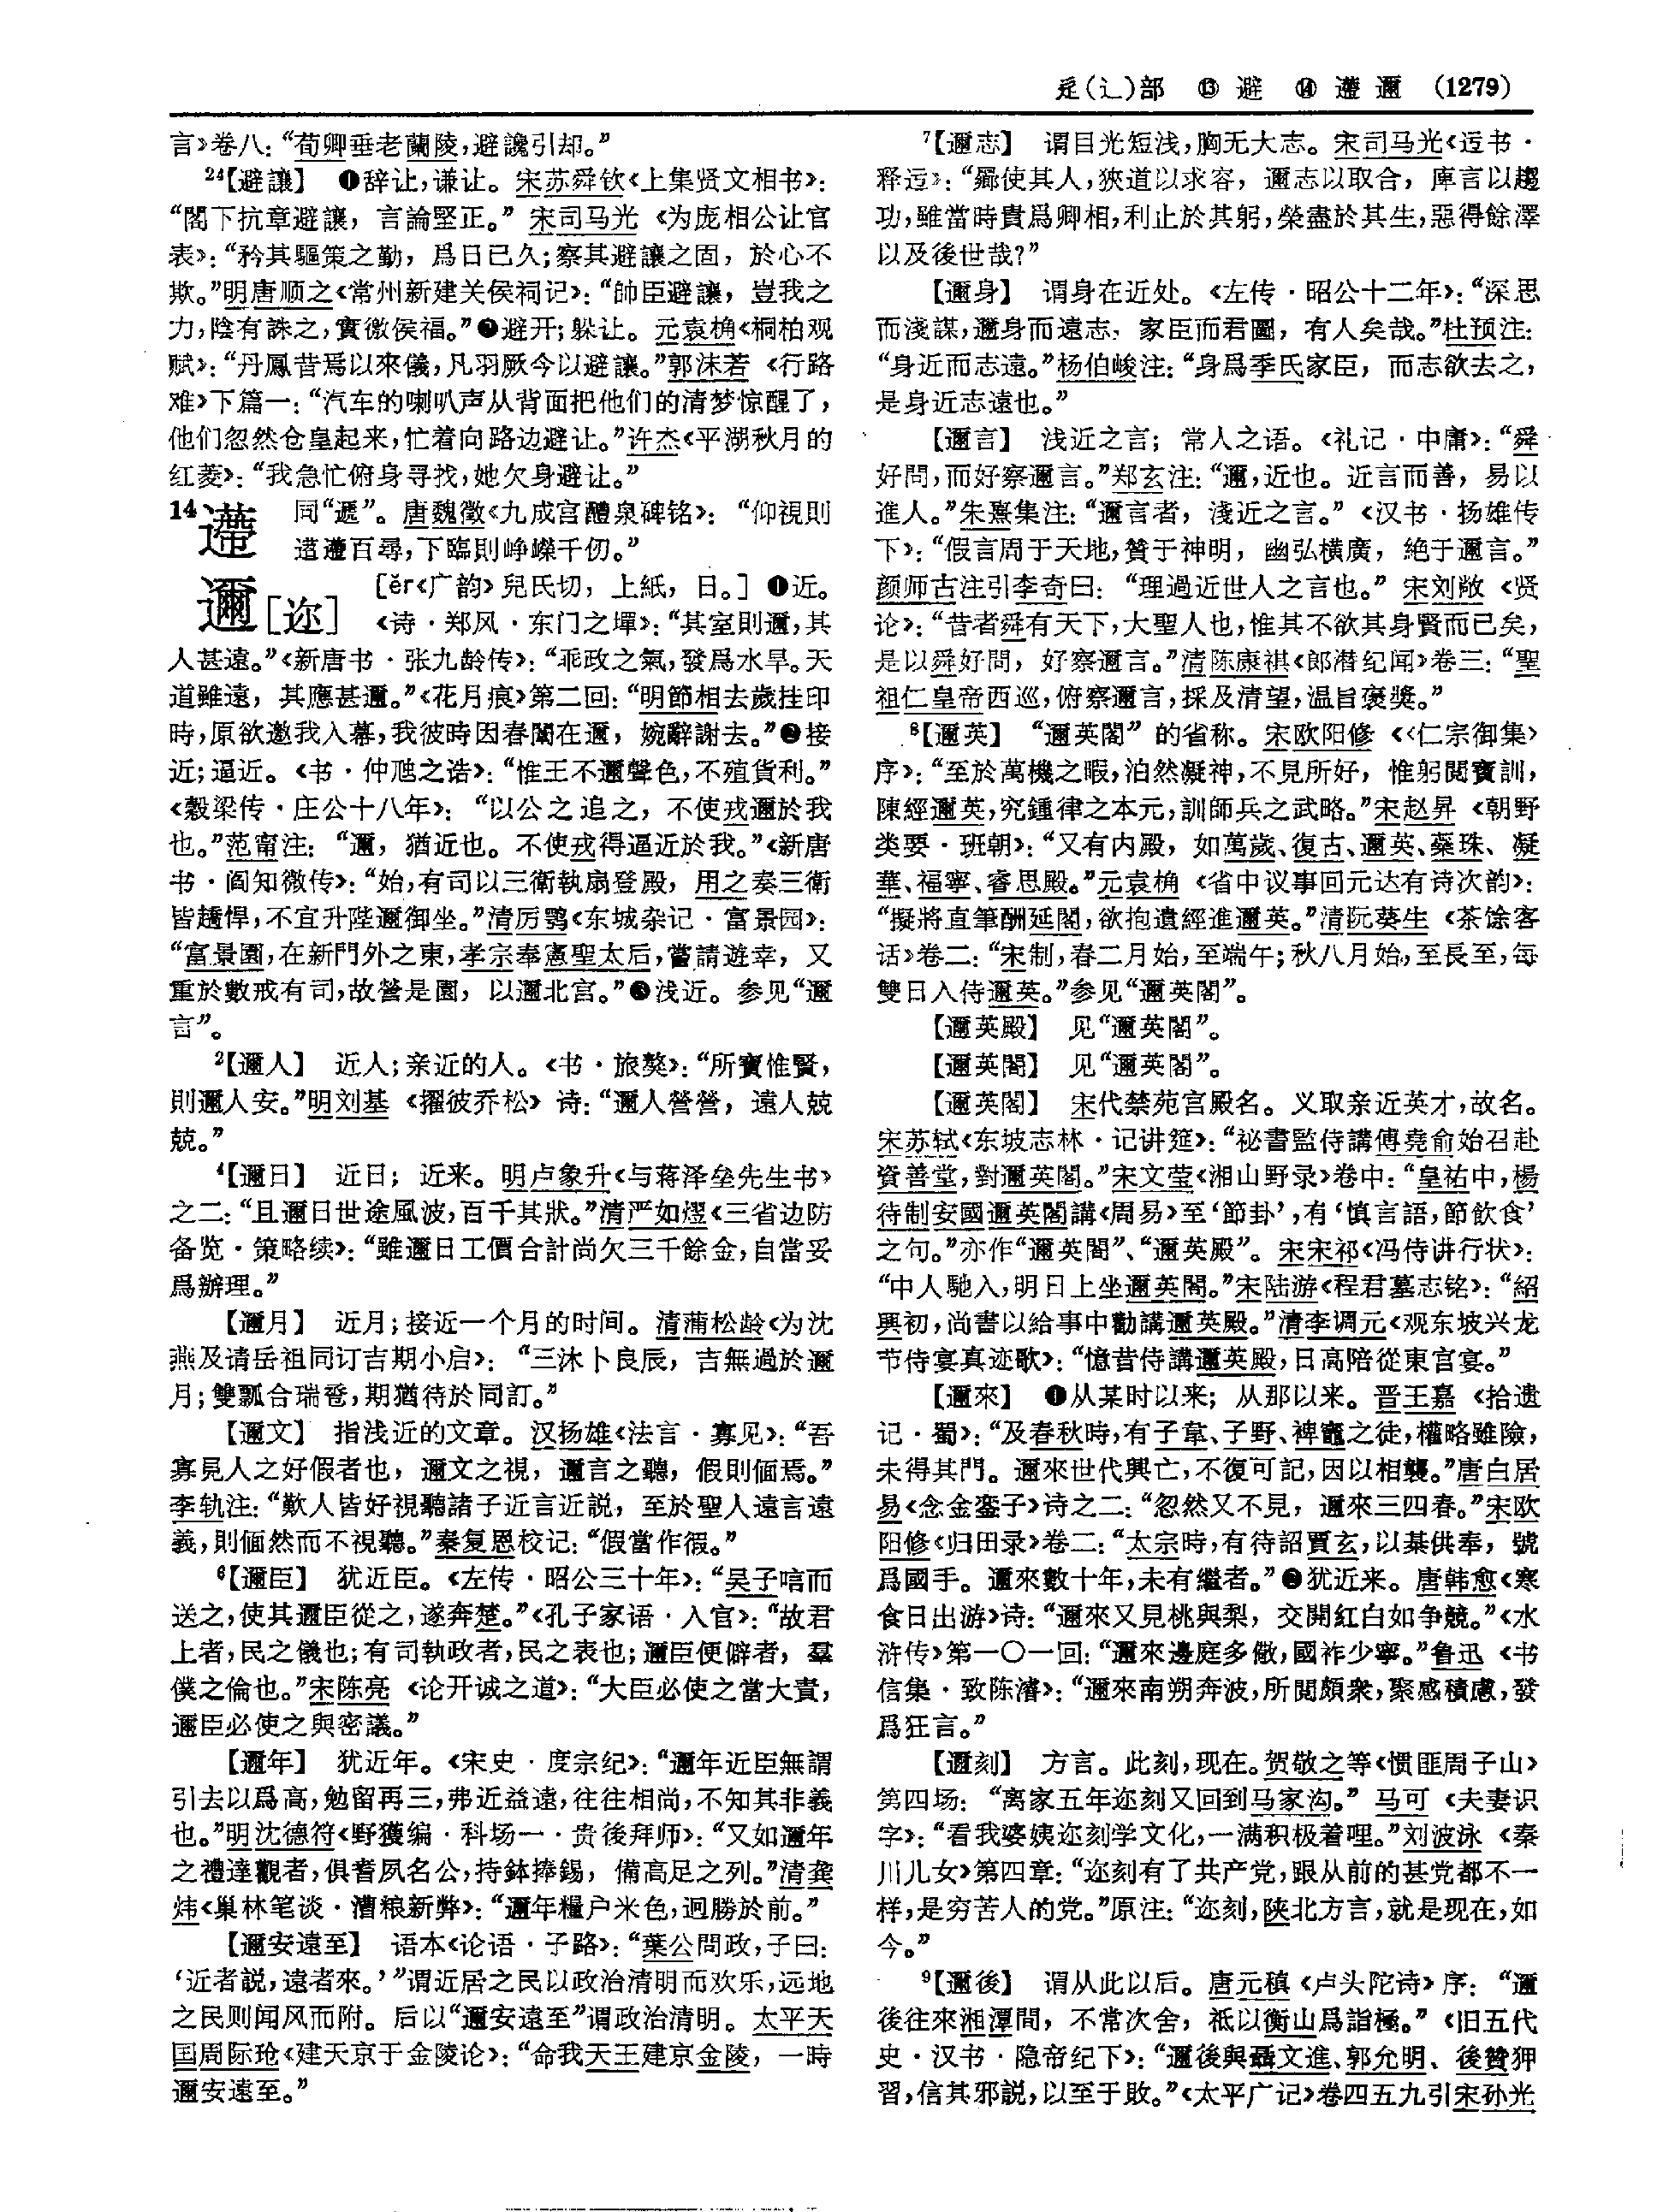 辵(辶)部　⑬ 避　⑭ 邇　(1279)
言》卷八：“荀卿垂老蘭陵，避讒引却。”
24【避讓】　❶辞让，谦让。宋苏舜钦《上集贤文相书》：
“閣下抗章避讓，言論堅正。”宋司马光《为庞相公让官
表》：“矜其驅策之勤，爲日已久；察其避讓之固，於心不
欺。”明唐顺之《常州新建关侯祠记》：“帥臣避讓，豈我之
力，陰有誅之，實徼侯福。”❷避开；躲让。元袁桷《桐柏观
赋》：“丹鳳昔焉以來儀，凡羽厥今以避讓。”郭沫若《行路
难》下篇一：“汽车的喇叭声从背面把他们的清梦惊醒了，
他们忽然仓皇起来，忙着向路边避让。”许杰《平湖秋月的
红菱》：“我急忙俯身寻找，她欠身避让。”
14　同“遞”。唐魏徵《九成宫醴泉碑铭》：“仰視則
迢百尋，下臨則峥嶸千仞。”
邇[迩]　[ěr《广韵》兒氏切，上紙，日。]❶近。
《诗·郑风·东门之墠》：“其室則邇，其
人甚遠。”《新唐书·张九龄传》：“乖政之氣，發爲水旱。天
道雖遠，其應甚邇。”《花月痕》第二回：“明節相去歲挂印
時，原欲邀我入幕，我彼時因春闈在邇，婉辭謝去。”❷接
近；逼近。《书·仲虺之诰》：“惟王不邇聲色，不殖貨利。”
《穀梁传·庄公十八年》：“以公之追之，不使戎邇於我
也。”范甯注：“邇，猶近也。不使戎得逼近於我。”《新唐
书·阎知微传》：“始，有司以三衛執扇登殿，用之奏三衛
皆趫悍，不宜升陛邇御坐。”清厉鹗《东城杂记·富景园》：
“富景園，在新門外之東，孝宗奉憲聖太后，嘗請遊幸，又
重於數戒有司，故營是園，以邇北宫。”❸浅近。参见“邇
言”。
2【邇人】　近人；亲近的人。《书·旅獒》：“所寶惟賢，
則邇人安。”明刘基《擢彼乔松》诗：“邇人營營，遠人兢
兢。”
4【邇日】　近日；近来。明卢象升《与蒋泽垒先生书》
之二：“且邇日世途風波，百千其狀。”清严如熤《三省边防
备览·策略续》：“雖邇日工價合計尚欠三千餘金，自當妥
爲辦理。”
【邇月】　近月；接近一个月的时间。清蒲松龄《为沈
燕及请岳祖同订吉期小启》：“三沐卜良辰，吉無過於邇
月；雙瓢合瑞卺，期猶待於同訂。”
【邇文】　指浅近的文章。汉扬雄《法言·寡见》：“吾
寡見人之好假者也，邇文之視，邇言之聽，假則偭焉。”
李轨注：“歎人皆好視聽諸子近言近説，至於聖人遠言遠
義，則偭然而不視聽。”秦复恩校记：“假當作徦。”
6【邇臣】　犹近臣。《左传·昭公三十年》：“吴子唁而
送之，使其邇臣從之，遂奔楚。”《孔子家语·入官》：“故君
上者，民之儀也；有司執政者，民之表也；邇臣便僻者，羣
僕之倫也。”宋陈亮《论开诚之道》：“大臣必使之當大責，
邇臣必使之與密議。”
【邇年】　犹近年。《宋史·度宗纪》：“邇年近臣無謂
引去以爲高，勉留再三，弗近益遠，往往相尚，不知其非義
也。”明沈德符《野獲编·科场一·贵後拜师》：“又如邇年
之禮達觀者，俱耆夙名公，持鉢捧錫，備高足之列。”清龚
炜《巢林笔谈·漕粮新弊》：“邇年糧户米色，迥勝於前。”
【邇安遠至】　语本《论语·子路》：“葉公問政，子曰：
‘近者説，遠者來。’”谓近居之民以政治清明而欢乐，远地
之民则闻风而附。后以“邇安遠至”谓政治清明。太平天
国周际玱《建天京于金陵论》：“命我天王建京金陵，一時
邇安遠至。”
7【邇志】　谓目光短浅，胸无大志。宋司马光《迂书·
释迂》：“曏使其人，狹道以求容，邇志以取合，庳言以趨
功，雖當時貴爲卿相，利止於其躬，榮盡於其生，惡得餘澤
以及後世哉？”
【邇身】　谓身在近处。《左传·昭公十二年》：“深思
而淺謀，邇身而遠志，家臣而君圖，有人矣哉。”杜预注：
“身近而志遠。”杨伯峻注：“身爲季氏家臣，而志欲去之，
是身近志遠也。”
【邇言】　浅近之言；常人之语。《礼记·中庸》：“舜
好問，而好察邇言。”郑玄注：“邇，近也。近言而善，易以
進人。”朱熹集注：“邇言者，淺近之言。”《汉书·扬雄传
下》：“假言周于天地，贊于神明，幽弘横廣，絶于邇言。”
颜师古注引李奇曰：“理過近世人之言也。”宋刘敞《贤
论》：“昔者舜有天下，大聖人也，惟其不欲其身賢而已矣，
是以舜好問，好察邇言。”清陈康祺《郎潜纪闻》卷三：“聖
祖仁皇帝西巡，俯察邇言，採及清望，温旨褒獎。”
8【邇英】　“邇英閣”的省称。宋欧阳修《〈仁宗御集〉
序》：“至於萬機之暇，泊然凝神，不見所好，惟躬閲寶訓，
陳經邇英，究鍾律之本元，訓師兵之武略。”宋赵昇《朝野
类要·班朝》：“又有内殿，如萬歲、復古、邇英、蘂珠、凝
華、福寧、睿思殿。”元袁桷《省中议事回元达有诗次韵》：
“擬將直筆酬延閣，欲抱遺經進邇英。”清阮葵生《茶馀客
话》卷二：“宋制，春二月始，至端午；秋八月始，至長至，每
雙日入侍邇英。”参见“邇英閣”。
【邇英殿】　见“邇英閣”。
【邇英閤】　见“邇英閣”。
【邇英閣】　宋代禁苑宫殿名。义取亲近英才，故名。
宋苏轼《东坡志林·记讲筵》：“祕書監侍講傅堯俞始召赴
資善堂，對邇英閣。”宋文莹《湘山野录》卷中：“皇祐中，楊
待制安國邇英閣講《周易》至‘節卦’，有‘慎言語，節飲食’
之句。”亦作“邇英閤”、“邇英殿”。宋宋祁《冯侍讲行状》：
“中人馳入，明日上坐邇英閤。”宋陆游《程君墓志铭》：“紹
興初，尚書以給事中勸講邇英殿。”清李调元《观东坡兴龙
节侍宴真迹歌》：“憶昔侍講邇英殿，日高陪從東宫宴。”
【邇來】　❶从某时以来；从那以来。晋王嘉《拾遗
记·蜀》：“及春秋時，有子韋、子野、裨竈之徒，權略雖險，
未得其門。邇來世代興亡，不復可記，因以相襲。”唐白居
易《念金銮子》诗之二：“忽然又不見，邇來三四春。”宋欧
阳修《归田录》卷二：“太宗時，有待詔賈玄，以棊供奉，號
爲國手。邇來數十年，未有繼者。”❷犹近来。唐韩愈《寒
食日出游》诗：“邇來又見桃與梨，交開紅白如争競。”《水
浒传》第一〇一回：“邇來邊庭多儆，國祚少寧。”鲁迅《书
信集·致陈濬》：“邇來南朔奔波，所閲頗衆，聚感積慮，發
爲狂言。”
【邇刻】　方言。此刻，现在。贺敬之等《惯匪周子山》
第四场：“离家五年迩刻又回到马家沟。”马可《夫妻识
字》：“看我婆姨迩刻学文化，一满积极着哩。”刘波泳《秦
川儿女》第四章：“迩刻有了共产党，跟从前的甚党都不一
样，是穷苦人的党。”原注：“迩刻，陕北方言，就是现在，如
今。”
9【邇後】　谓从此以后。唐元稹《卢头陀诗》序：“邇
後往來湘潭間，不常次舍，祇以衡山爲詣極。”《旧五代
史·汉书·隐帝纪下》：“邇後與聶文進、郭允明、後贊狎
習，信其邪説，以至于敗。”《太平广记》卷四五九引宋孙光